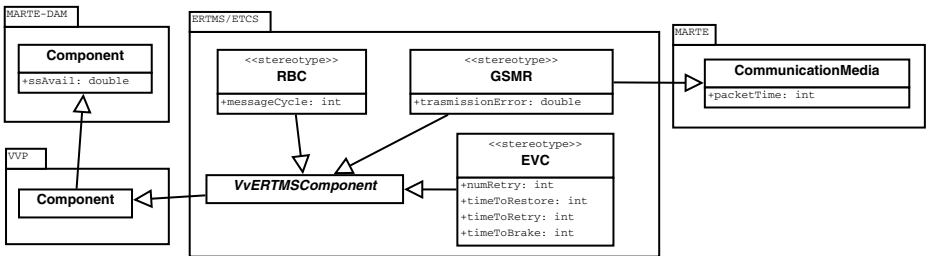 MARTE-DAM
Component
+ssAvail: double
VVP
Component
ERTMS/ETCS
<<stereotype>>
RBC
+messageCycle: int
<<stereotype>>
GSMR
+trasmissionError: double
<<stereotype>>
EVC
+numRetry: int
+timeToRestore: int
+timeToRetry: int
+timeToBrake: int
VvERTMSComponent
MARTE
CommunicationMedia
+packetTime: int